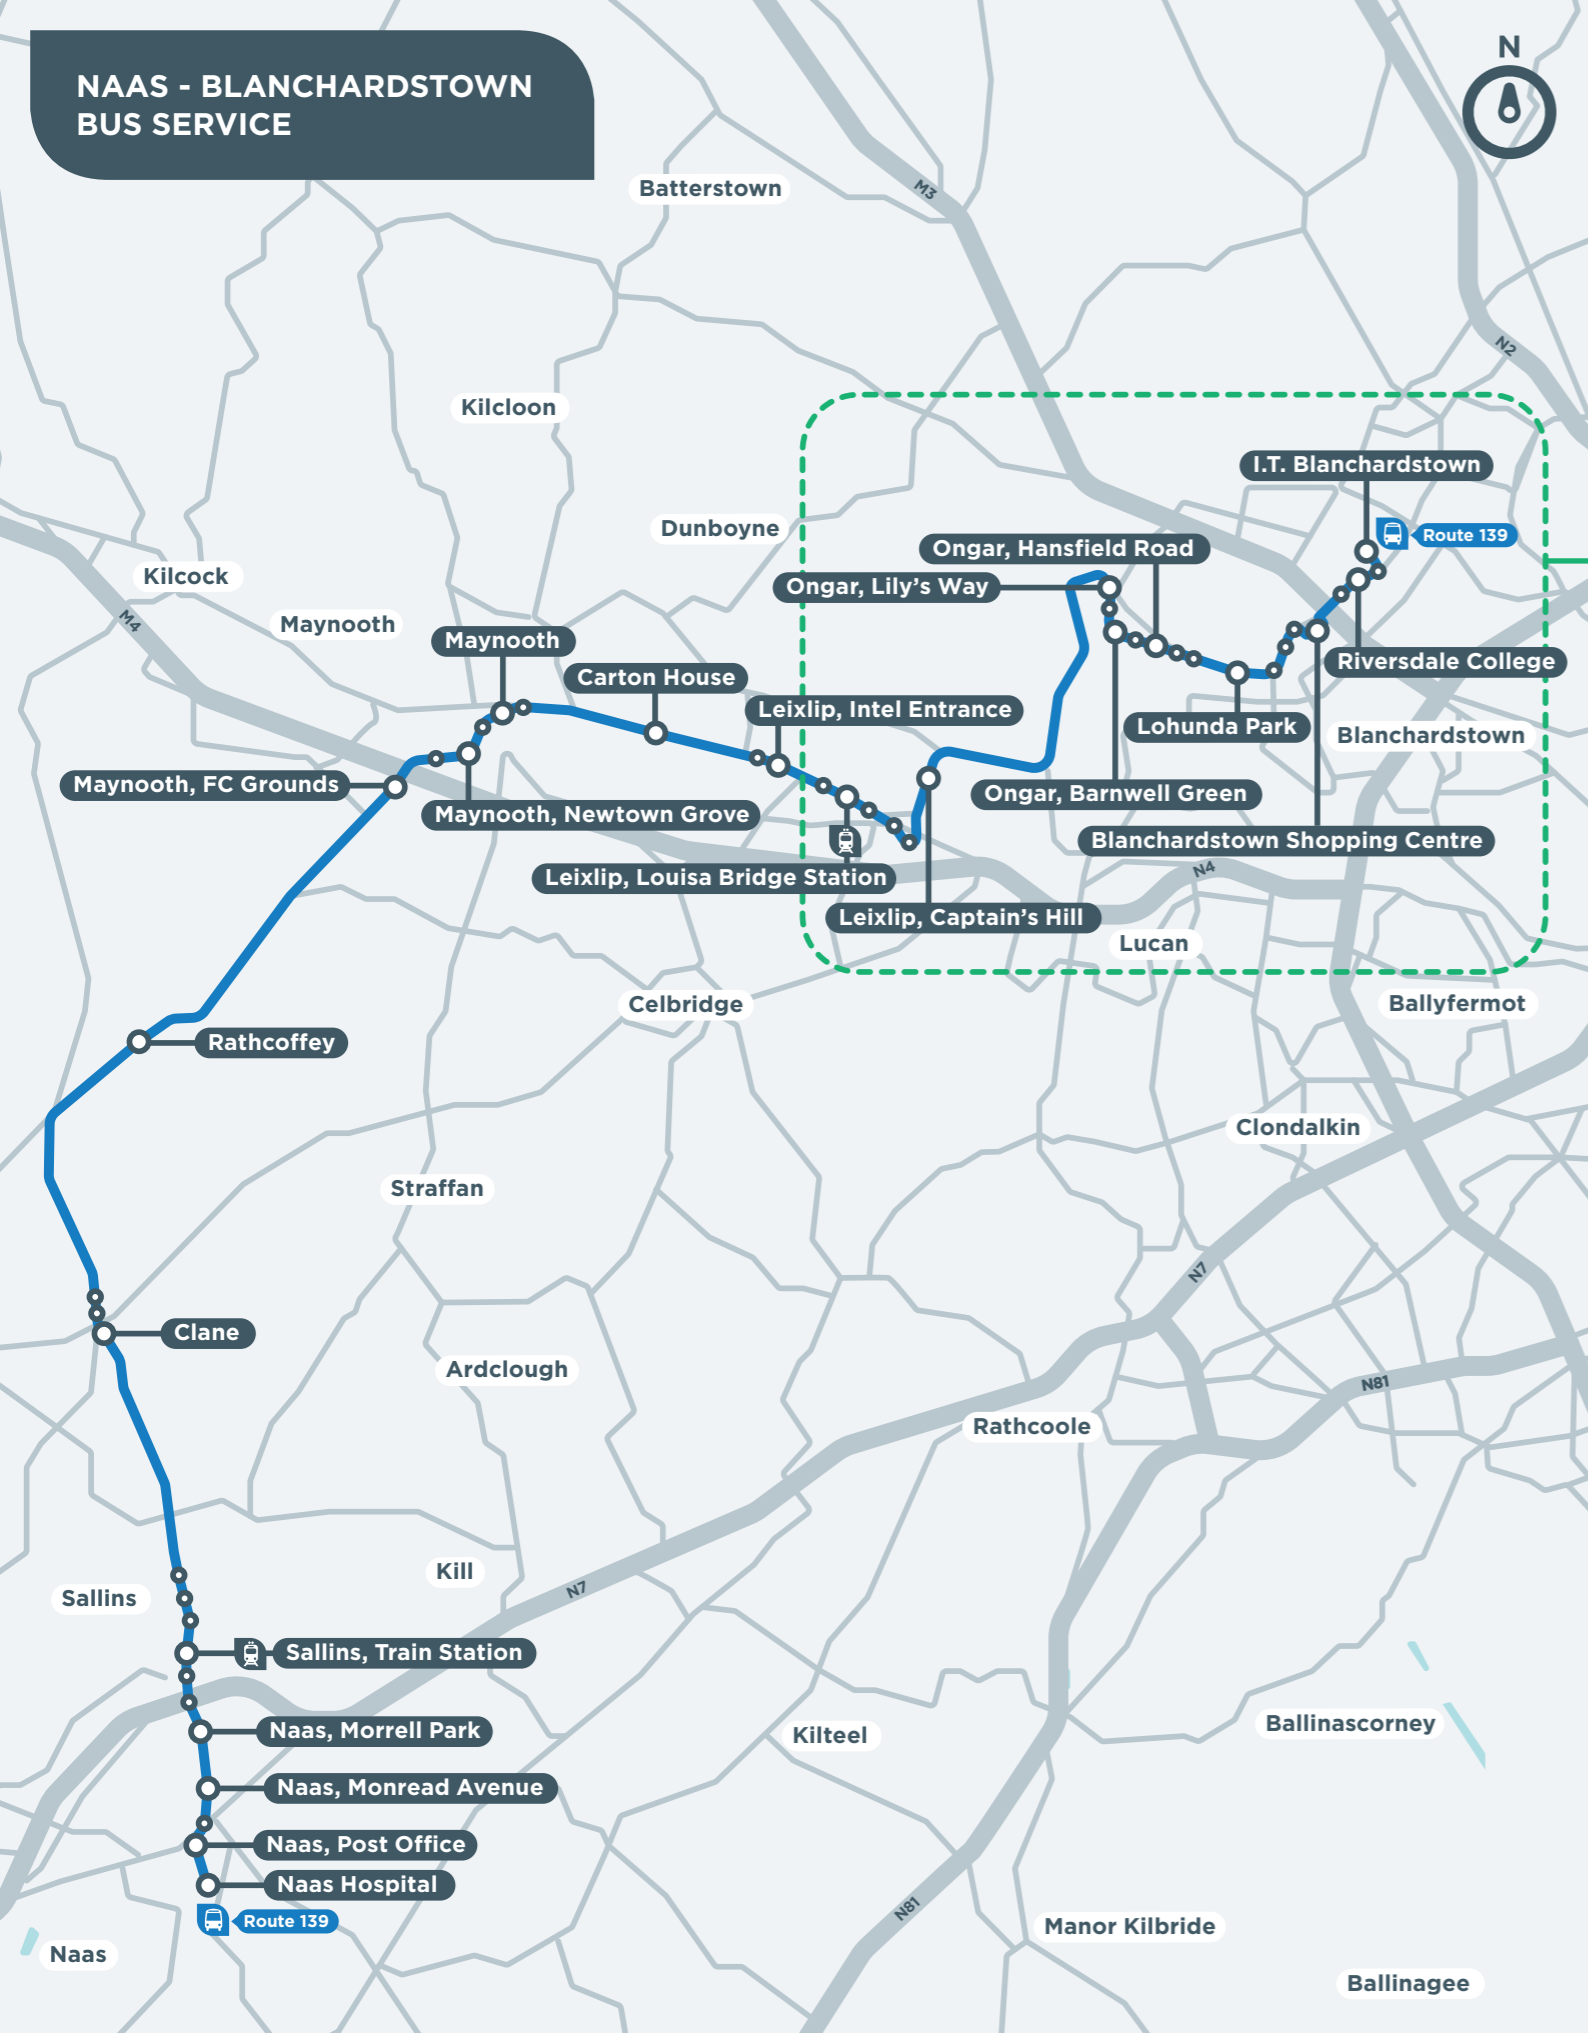 NAAS - BLANCHARDSTOWN
BUS SERVICE
N
Batterstown
M3
N2
Kilcloon
I.T. Blanchardstown
Dunboyne
Route 139
Ongar, Hansfield Road
Kilcock
Ongar, Lily's Way
M4
Maynooth
Maynooth
Riversdale College
Carton House
Leixlip, Intel Entrance
Lohunda Park
Blanchardstown
Maynooth, FC Grounds
Ongar, Barnwell Green
Maynooth, Newtown Grove
Blanchardstown Shopping Centre
N4
Leixlip, Louisa Bridge Station
Leixlip, Captain's Hill
Lucan
Celbridge
Ballyfermot
Rathcoffey
Clondalkin
Straffan
N7
Clane
Ardclough
N81
Rathcoole
Kill
N7
Sallins
Sallins, Train Station
Ballinascorney
Naas, Morrell Park
Kilteel
Naas, Monread Avenue
Naas, Post Office
Naas Hospital
N81
Route 139
Manor Kilbride
Naas
Ballinagee